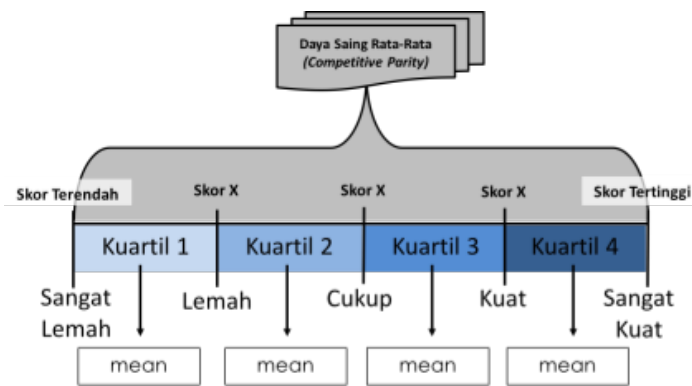 Daya Saing Rata-Rata
(Competitive Parity)
Skor Terendah
Skor X
Skor X
Skor X
Skor Tertinggi
Kuartil 1
Kuartil 2
Kuartil 3
Kuartil 4
Sangat
Lemah
Lemah
Cukup
Kuat
Sangat
Kuat
mean
mean
mean
mean